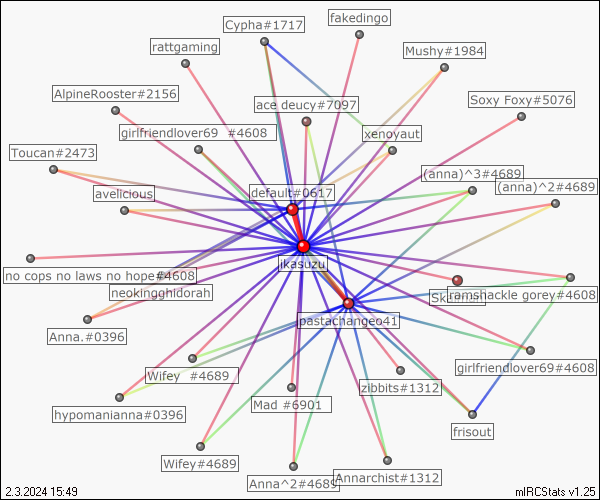 Cypha#1717
fakedingo
rattgaming
Mushy#1984
AlpineRooster#2156
ace deucy#7097
Soxy Foxy#5076
girlfriendlover69 #4608
xenoyaut
Toucan#2473
(anna)^3#4689
(anna)^2#4689
avelicious
default#0617
jkasuzu
no cops no laws no hope#4608
neokingghidorah
ramshackle gorey#4608
pastachangeo41
Anna.#0396
Wifey #4689
girlfriendlover69#4608
zibbits#1312
hypomanianna#0396
Mad #6901
frisout
Wifey#4689
Anna^2#4689
Annarchist#1312
2.3.2024 15:49
mIRCStats v1.25